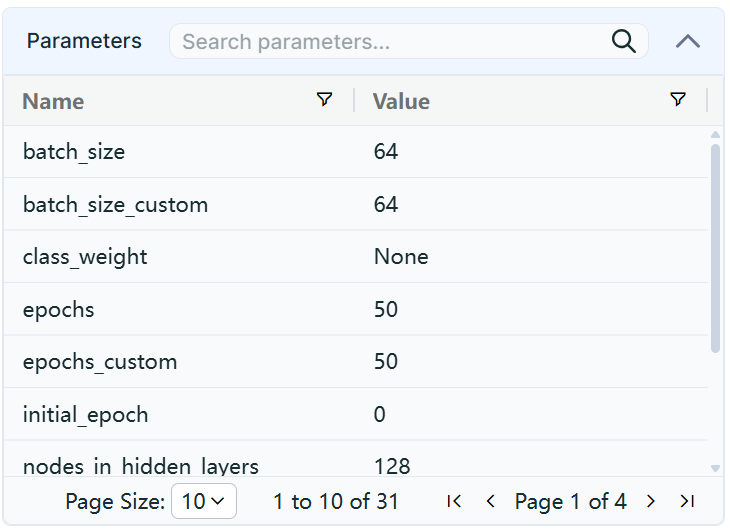 Parameters Search parameters...
Name Value
batch_size 64
batch_size_custom 64
class_weight None
epochs 50
epochs_custom 50
initial_epoch 0
nodes_in_hidden_layers 128
Page Size: 10 1 to 10 of 31 Page 1 of 4